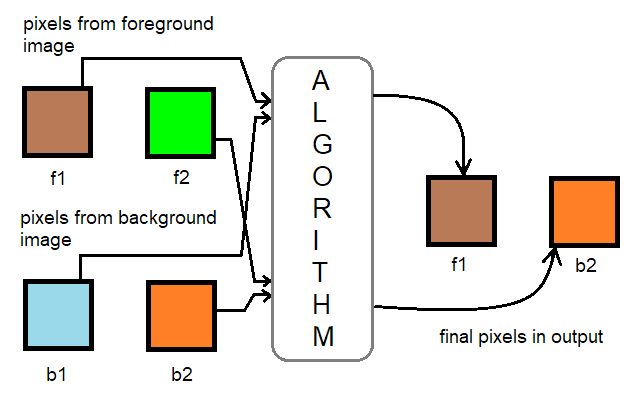 pixels from foreground
image
f1
f2
pixels from background
image
b1
b2
A
L
G
O
R
I
T
H
M
f1
b2
final pixels in output